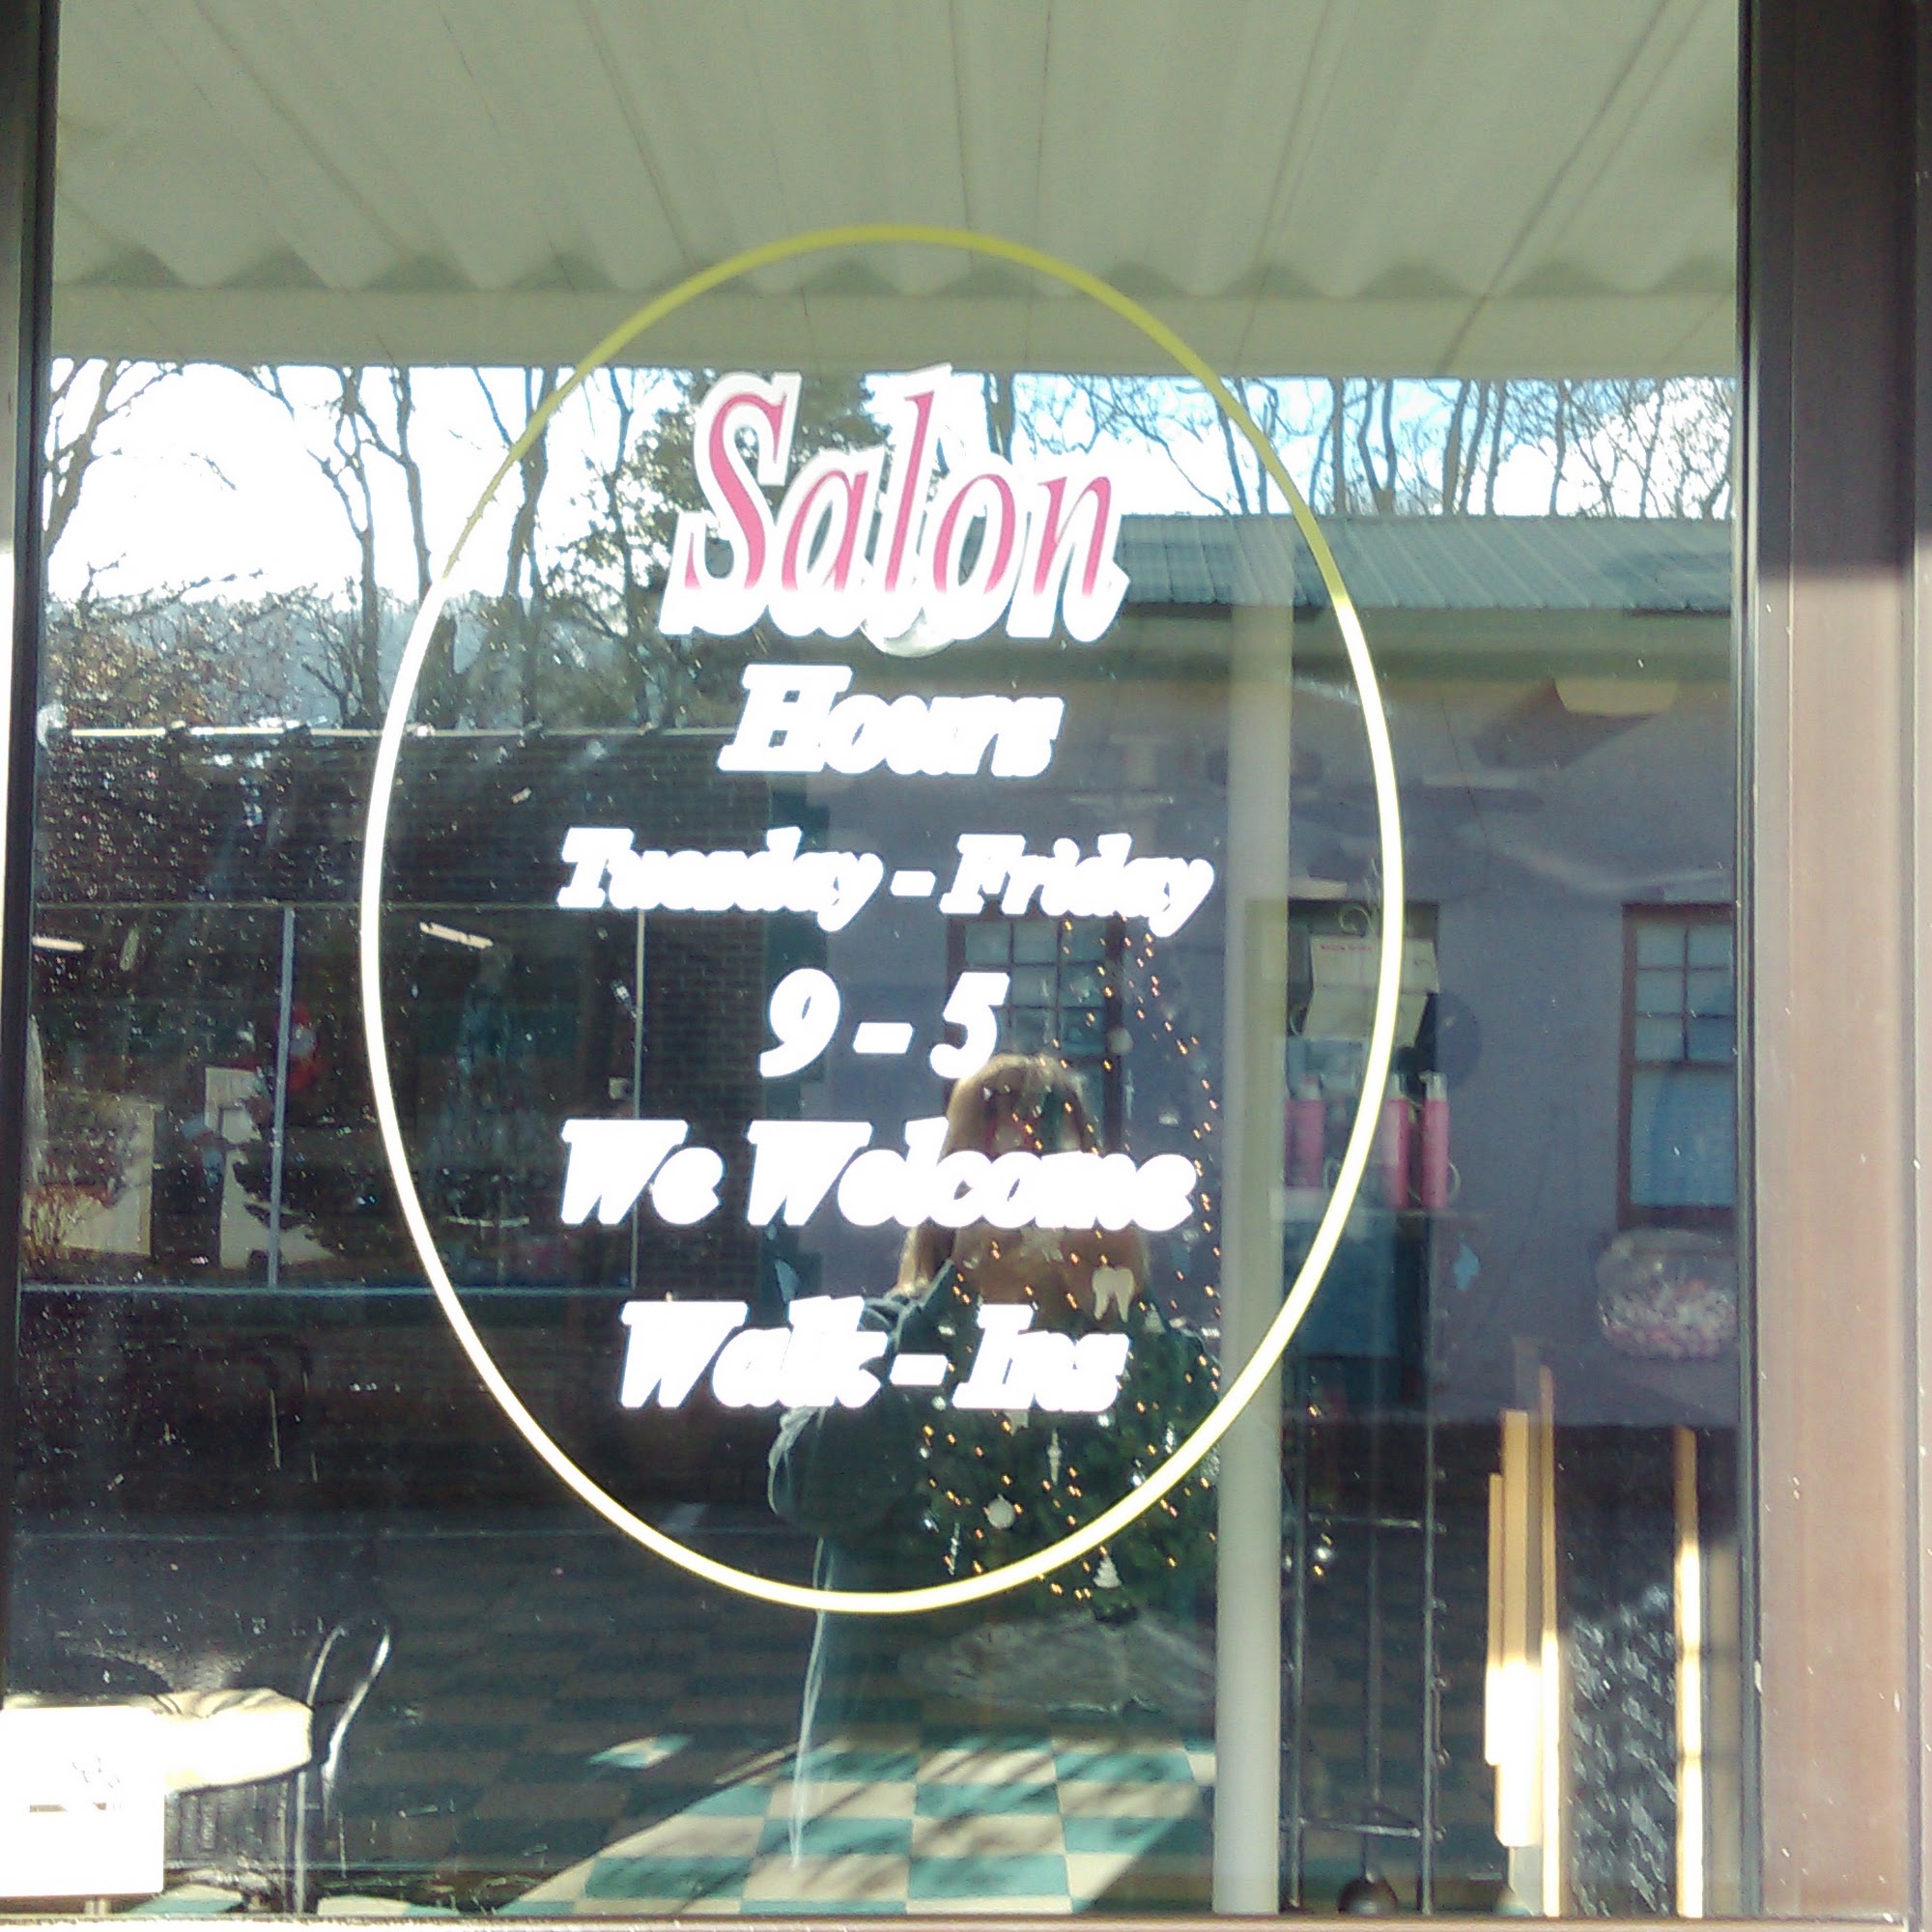 Salon
Hours
Tuesday - Friday
9 - 5
We Welcome
Walk - Ins